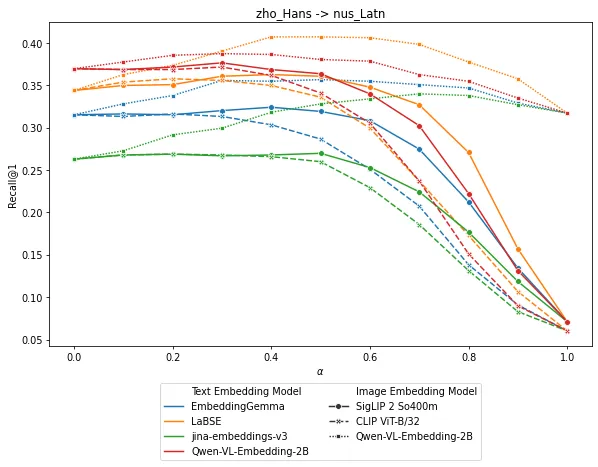 zho_Hans -> nus_Latn
Recall@1
0.40
0.35
0.30
0.25
0.20
0.15
0.10
0.05
0.0
0.2
0.4
0.6
0.8
1.0
α
Text Embedding Model
EmbeddingGemma
LaBSE
jina-embeddings-v3
Qwen-VL-Embedding-2B
Image Embedding Model
SigLIP 2 So400m
CLIP ViT-B/32
Qwen-VL-Embedding-2B